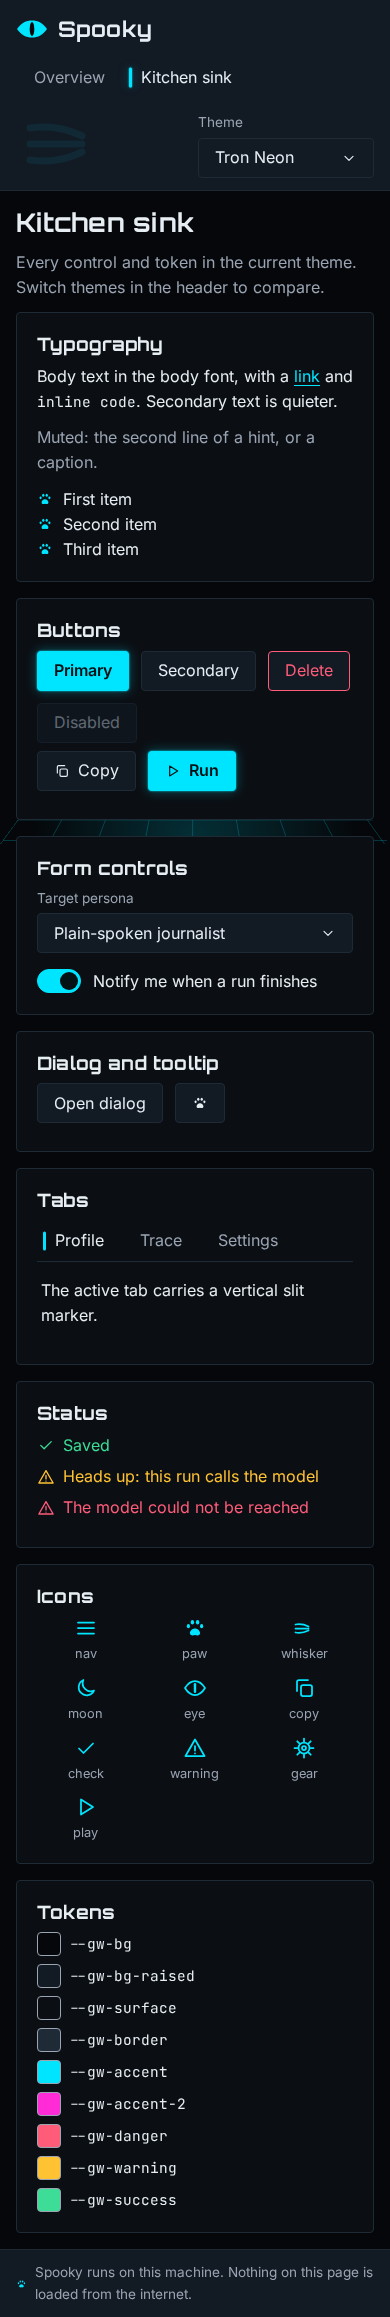 Spooky
Overview
Kitchen sink
Theme
Tron Neon
Kitchen sink
Every control and token in the current theme.
Switch themes in the header to compare.
Typography
Body text in the body font, with a link and
inline code. Secondary text is quieter.
Muted: the second line of a hint, or a
caption.
First item
Second item
Third item
Buttons
Primary
Secondary
Delete
Disabled
Copy
Run
Form controls
Target persona
Plain-spoken journalist
Notify me when a run finishes
Dialog and tooltip
Open dialog
Tabs
Profile
Trace
Settings
The active tab carries a vertical slit
marker.
Status
Saved
Heads up: this run calls the model
The model could not be reached
Icons
nav
paw
whisker
moon
eye
copy
check
warning
gear
play
Tokens
--gw-bg
--gw-bg-raised
--gw-surface
--gw-border
--gw-accent
--gw-accent-2
--gw-danger
--gw-warning
--gw-success
Spooky runs on this machine. Nothing on this page is
loaded from the internet.